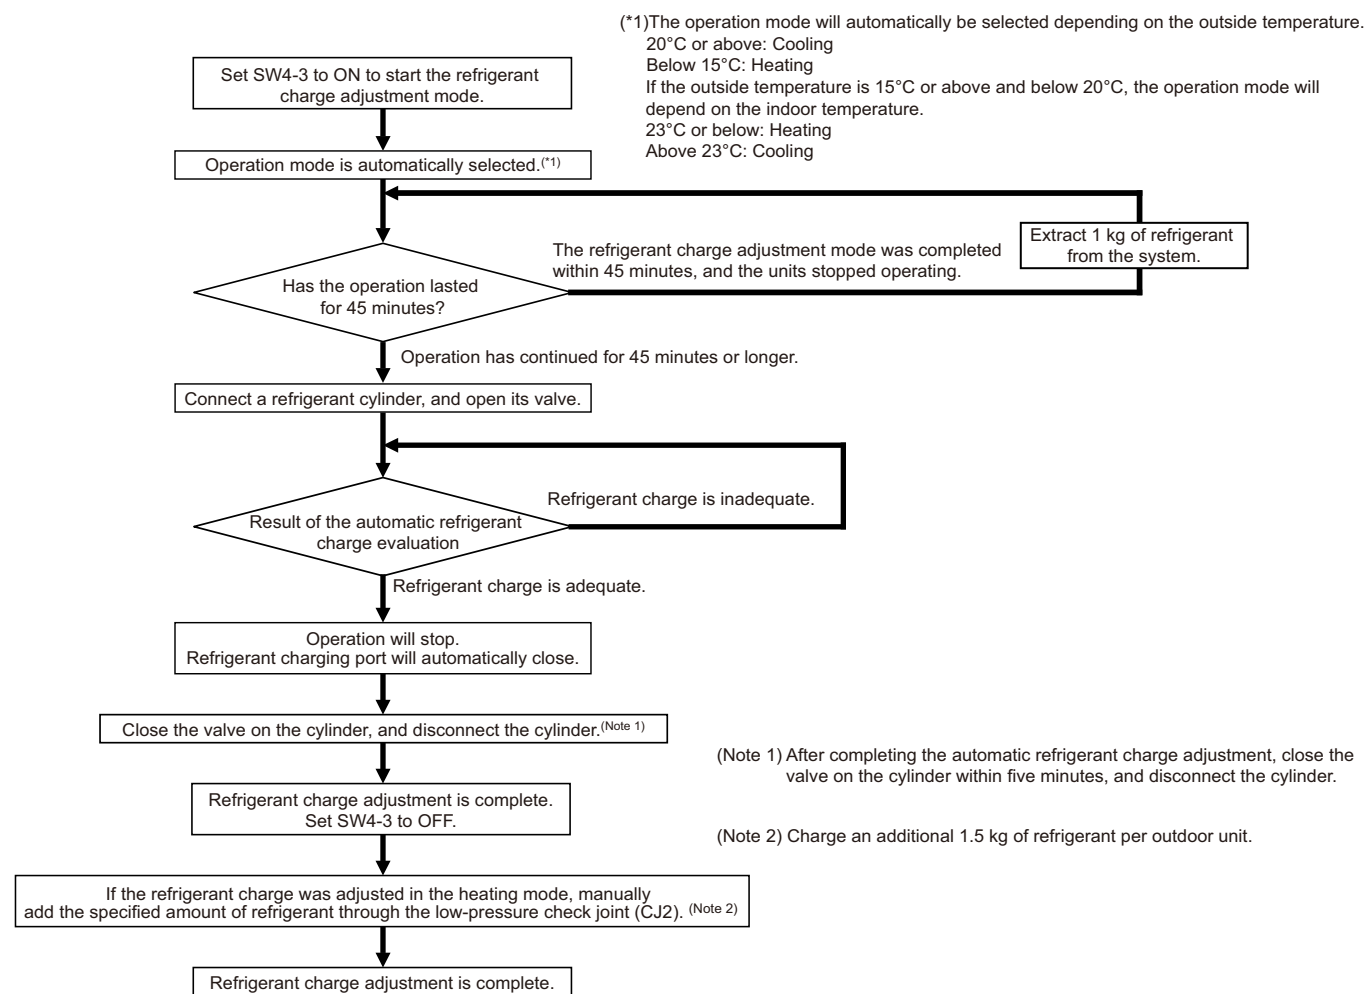 (*1)The operation mode will automatically be selected depending on the outside temperature.
20°C or above: Cooling
Below 15°C: Heating
If the outside temperature is 15°C or above and below 20°C, the operation mode will
depend on the indoor temperature.
23°C or below: Heating
Above 23°C: Cooling
Set SW4-3 to ON to start the refrigerant
charge adjustment mode.
Operation mode is automatically selected.(*1)
Extract 1 kg of refrigerant
from the system.
The refrigerant charge adjustment mode was completed
within 45 minutes, and the units stopped operating.
Has the operation lasted
for 45 minutes?
Operation has continued for 45 minutes or longer.
Connect a refrigerant cylinder, and open its valve.
Refrigerant charge is inadequate.
Result of the automatic refrigerant
charge evaluation
Refrigerant charge is adequate.
Operation will stop.
Refrigerant charging port will automatically close.
Close the valve on the cylinder, and disconnect the cylinder.(Note 1)
(Note 1) After completing the automatic refrigerant charge adjustment, close the
valve on the cylinder within five minutes, and disconnect the cylinder.
Refrigerant charge adjustment is complete.
Set SW4-3 to OFF.
(Note 2) Charge an additional 1.5 kg of refrigerant per outdoor unit.
If the refrigerant charge was adjusted in the heating mode, manually
add the specified amount of refrigerant through the low-pressure check joint (CJ2). (Note 2)
Refrigerant charge adjustment is complete.